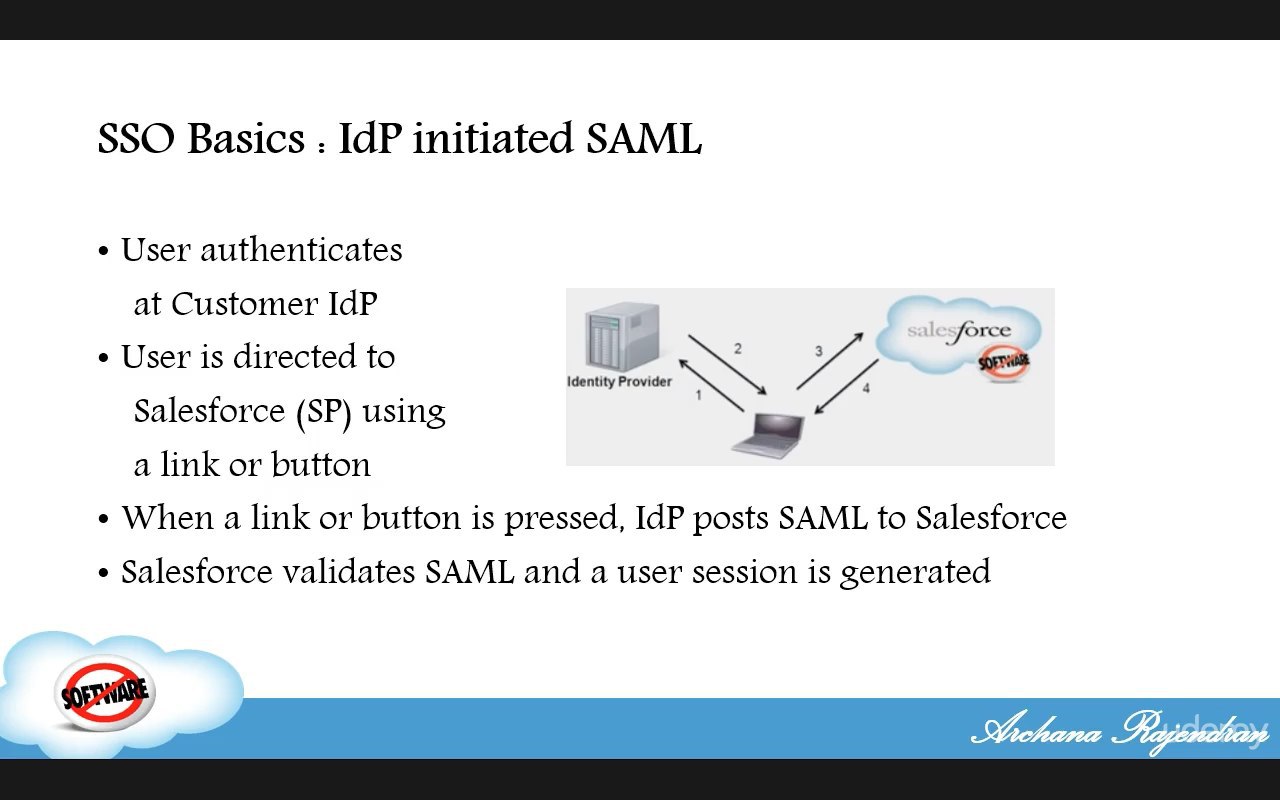 SSO Basics : IdP initiated SAML
• User authenticates
at Customer IdP
• User is directed to
Salesforce (SP) using
a link or button
• When a link or button is pressed, IdP posts SAML to Salesforce
• Salesforce validates SAML and a user session is generated
Identity Provider
1
2
3
4
salesforce
SOFTWARE
SOFTWARE
Archana Rajendran
udemy